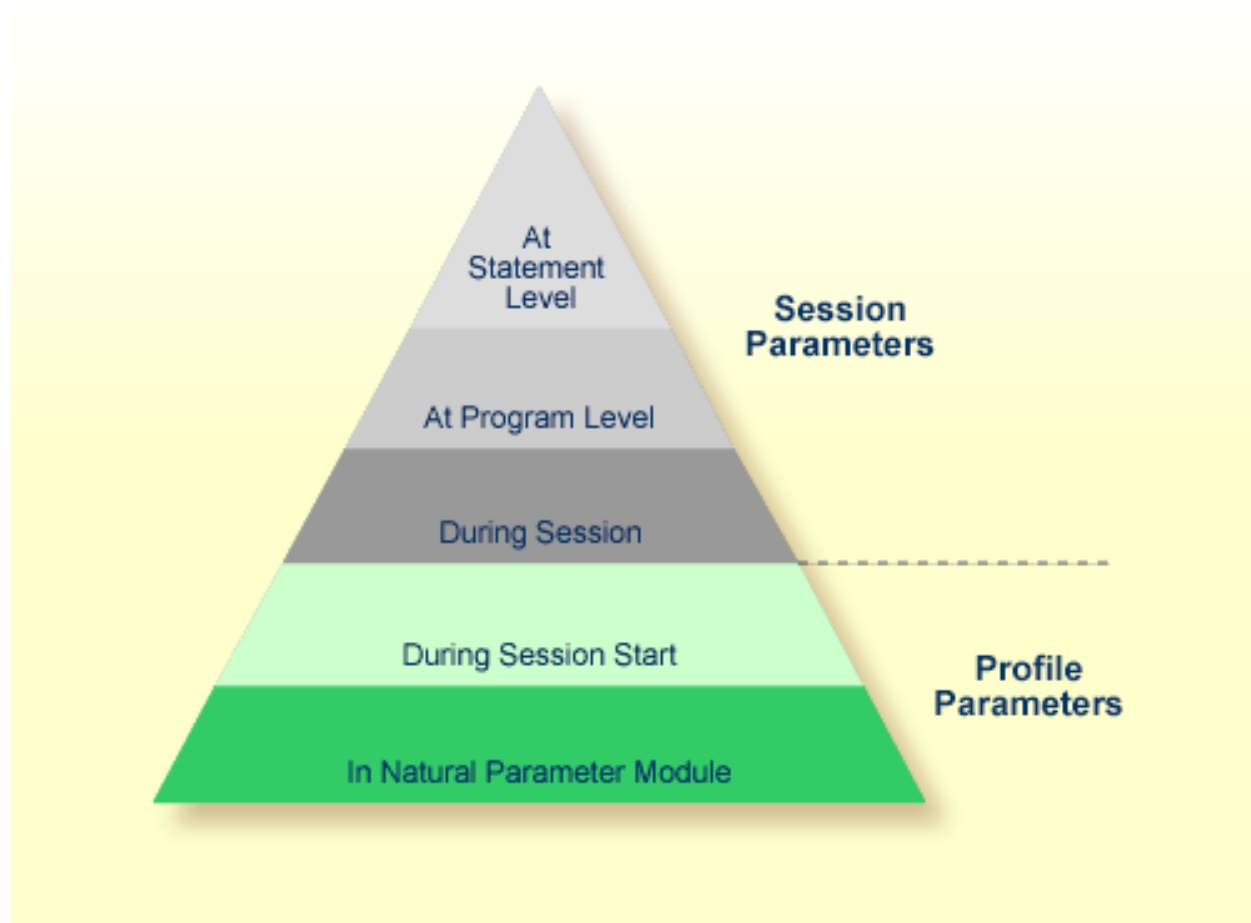 At
Statement
Level
Session
Parameters
At Program Level
During Session
During Session Start
Profile
Parameters
In Natural Parameter Module